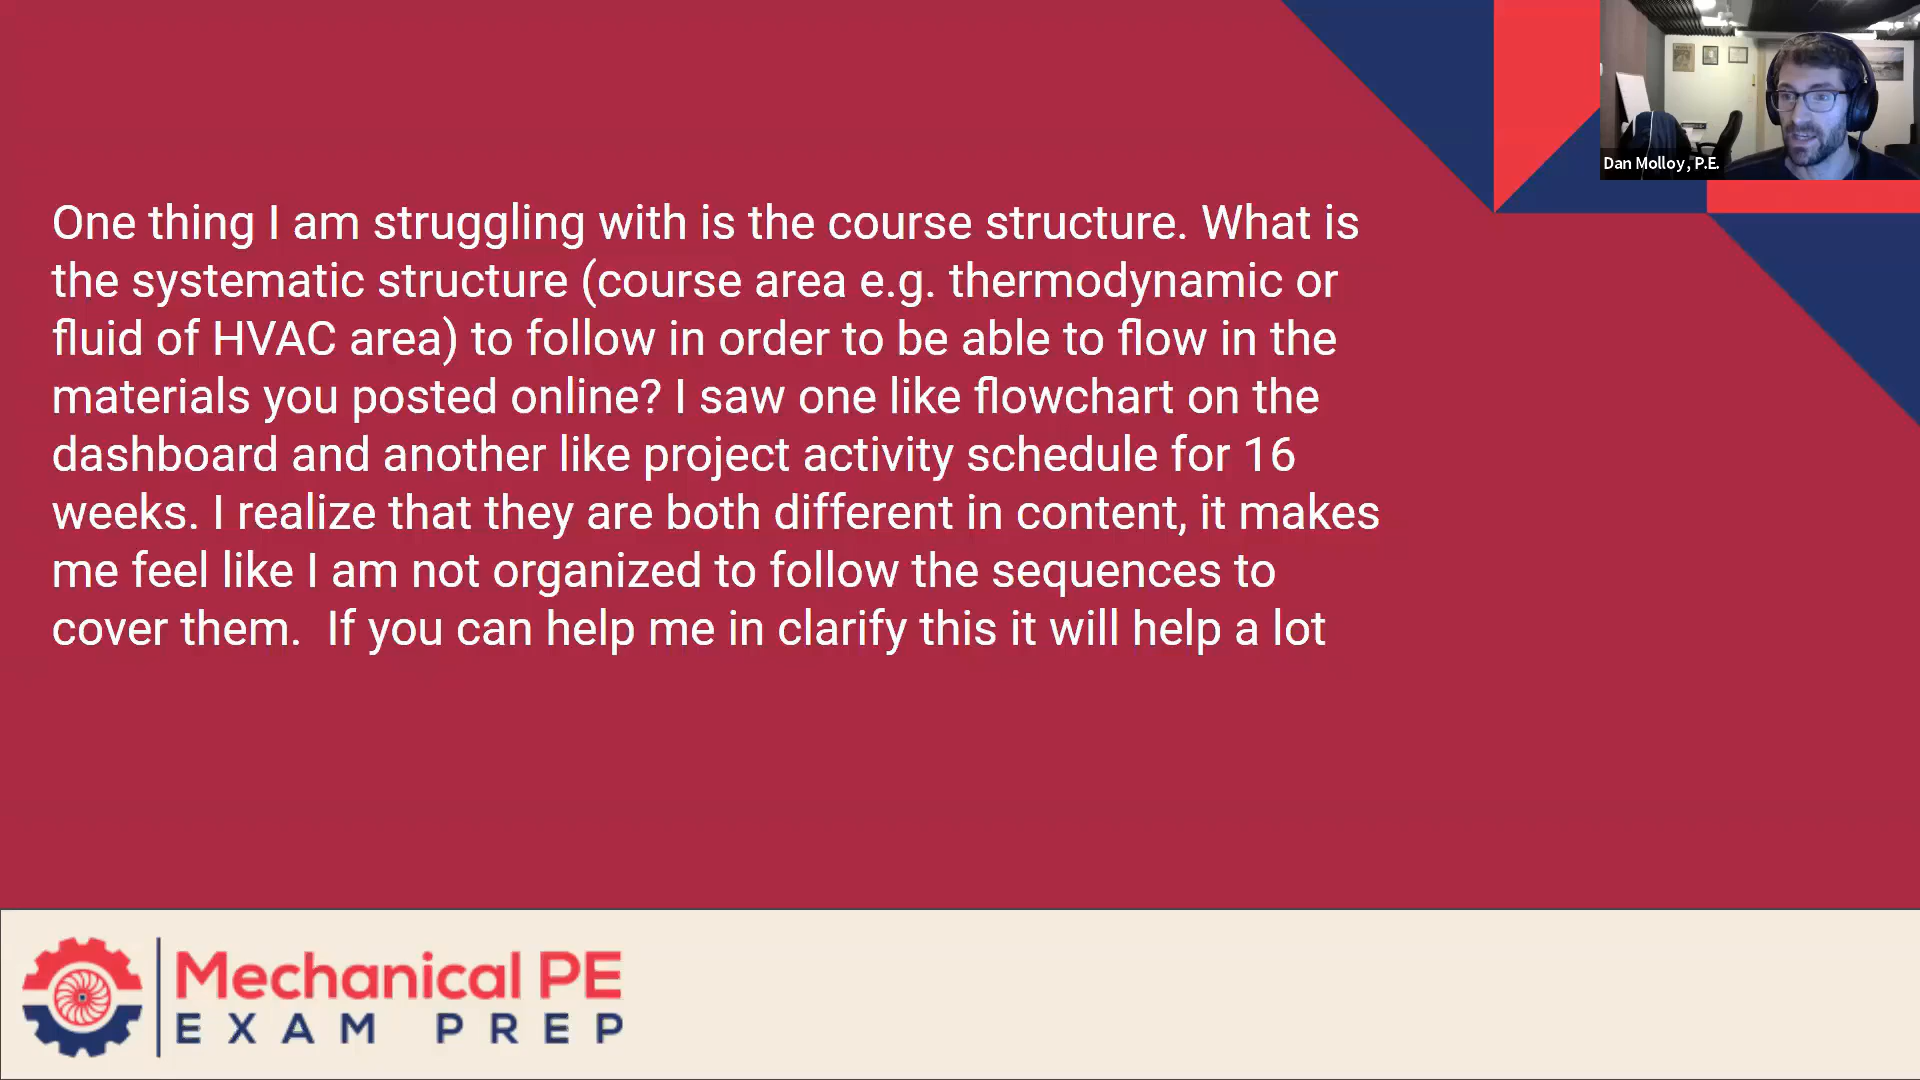 Dan Molloy, P.E.
One thing I am struggling with is the course structure. What is
the systematic structure (course area e.g. thermodynamic or
fluid of HVAC area) to follow in order to be able to flow in the
materials you posted online? I saw one like flowchart on the
dashboard and another like project activity schedule for 16
weeks. I realize that they are both different in content, it makes
me feel like I am not organized to follow the sequences to
cover them.  If you can help me in clarify this it will help a lot
Mechanical PE
EXAM PREP